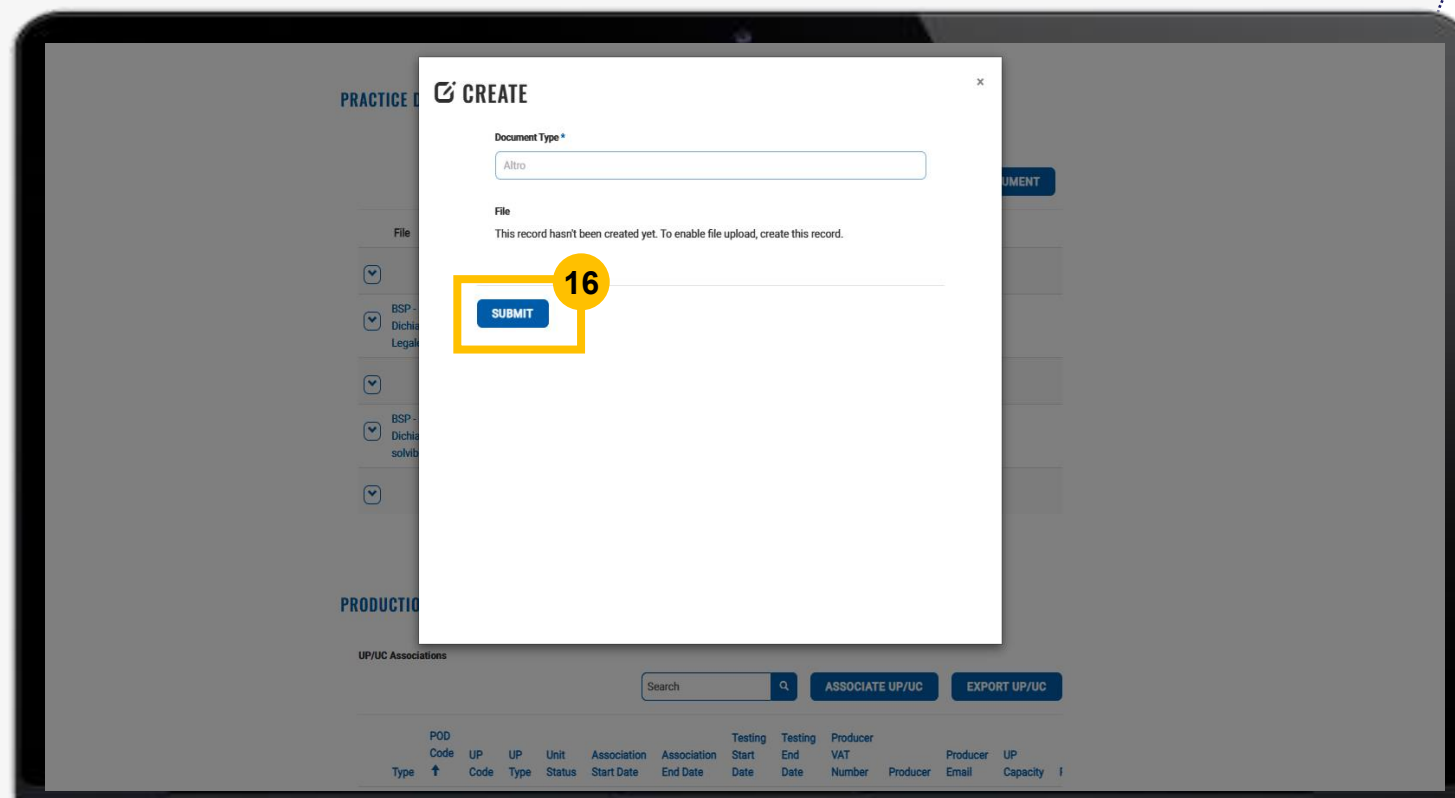 PRACTICE D
CREATE
×
Document Type *
Altro
UMENT
File
This record hasn't been created yet. To enable file upload, create this record.
File
16
SUBMIT
BSP -
Dichia
Legale
BSP -
Dichia
solvib
PRODUCTIO
UP/UC Associations
Search
ASSOCIATE UP/UC
EXPORT UP/UC
Type
POD Code
UP Code
UP Type
Unit Status
Association Start Date
Association End Date
Testing Start Date
Testing End Date
Producer VAT Number
Producer
Producer Email
UP Capacity